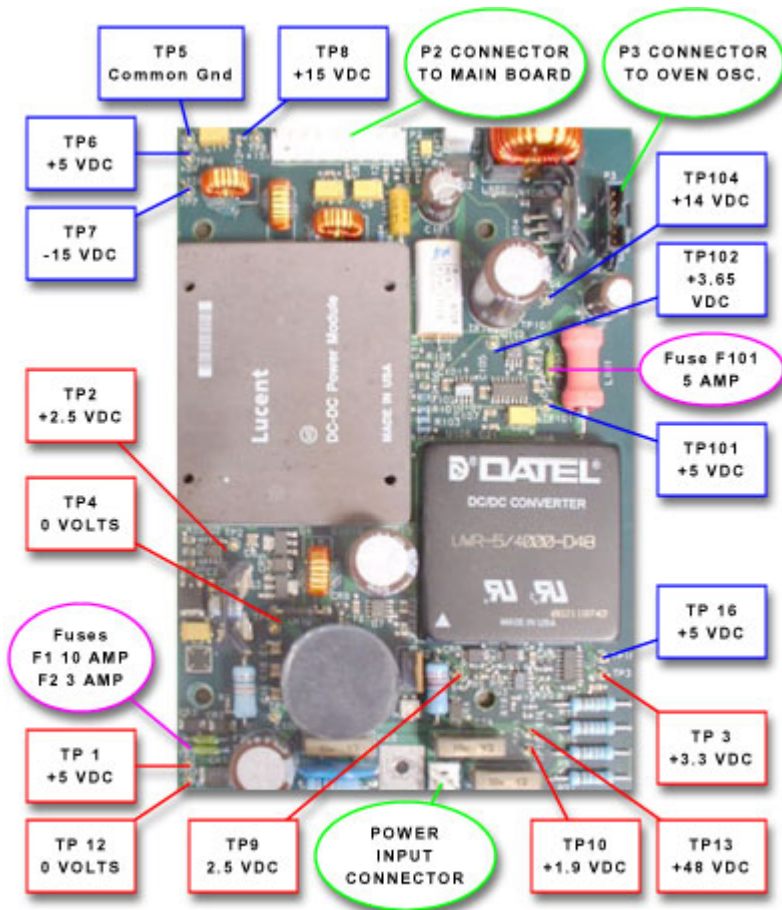 TP5
Common Gnd
TP8
+15 VDC
P2 CONNECTOR
TO MAIN BOARD
P3 CONNECTOR
TO OVEN OSC.
TP6
+5 VDC
TP7
-15 VDC
P2
P3
TP104
+14 VDC
TP102
+3.65
VDC
Fuse F101
5 AMP
TP2
+2.5 VDC
Lucent
DC-DC Power Module
MADE IN USA
TP101
+5 VDC
DATEL
DC/DC CONVERTER
UWR-5/4000-D48
MADE IN USA
TP4
0 VOLTS
Fuses
F1 10 AMP
F2 3 AMP
TP 16
+5 VDC
TP3
TP 3
+3.3 VDC
TP 1
+5 VDC
TP 12
0 VOLTS
TP9
2.5 VDC
POWER
INPUT
CONNECTOR
TP10
+1.9 VDC
TP13
+48 VDC